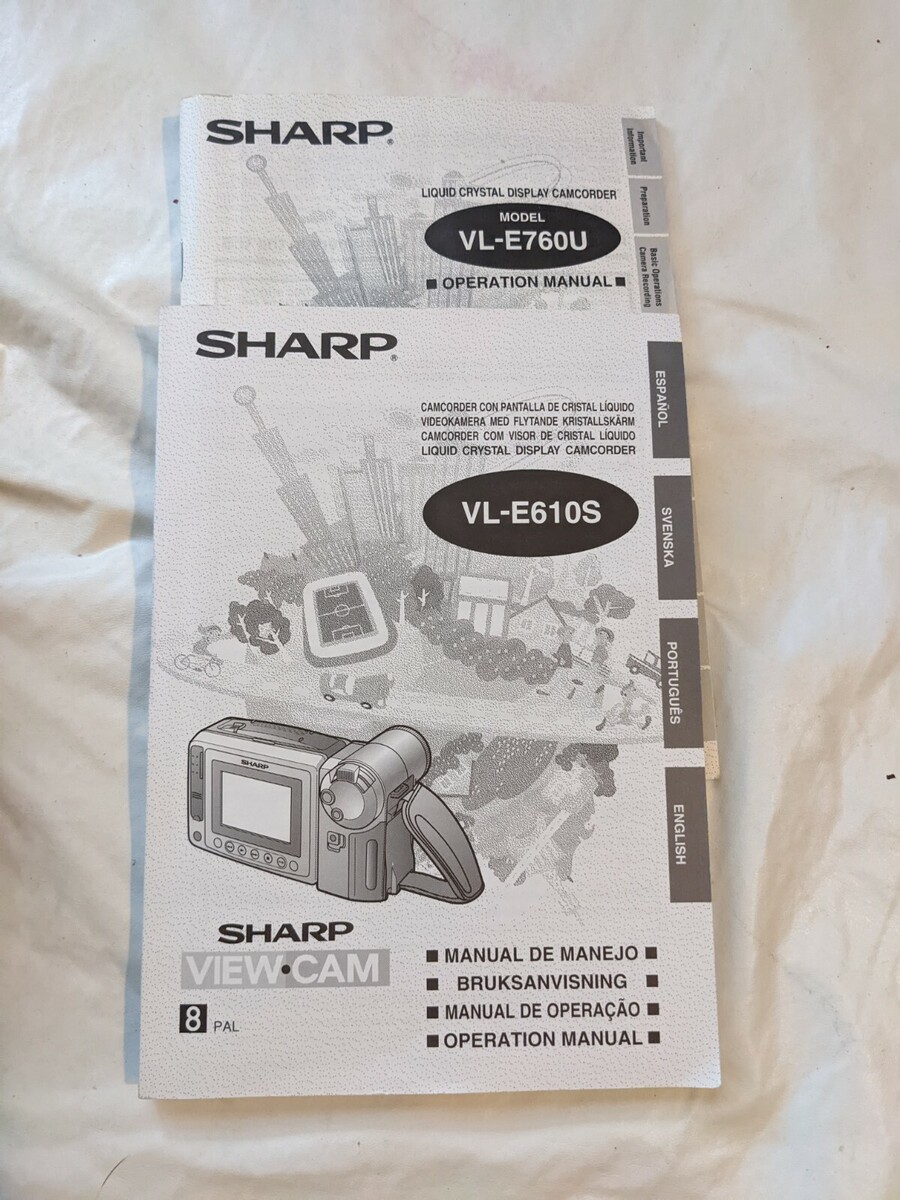 SHARP®
LIQUID CRYSTAL DISPLAY CAMCORDER
MODEL
VL-E760U
■ OPERATION MANUAL ■
Important
Information
Preparation
Basic Operations
Camera Recording
SHARP®
CAMCORDER CON PANTALLA DE CRISTAL LÍQUIDO
VIDEOKAMERA MED FLYTANDE KRISTALLSKÄRM
CAMCORDER COM VISOR DE CRISTAL LÍQUIDO
LIQUID CRYSTAL DISPLAY CAMCORDER
VL-E610S
ESPAÑOL
SVENSKA
PORTUGUÊS
ENGLISH
SHARP
SHARP
VIEW•CAM
8 PAL
■ MANUAL DE MANEJO ■
■ BRUKSANVISNING ■
■ MANUAL DE OPERAÇÃO ■
■ OPERATION MANUAL ■